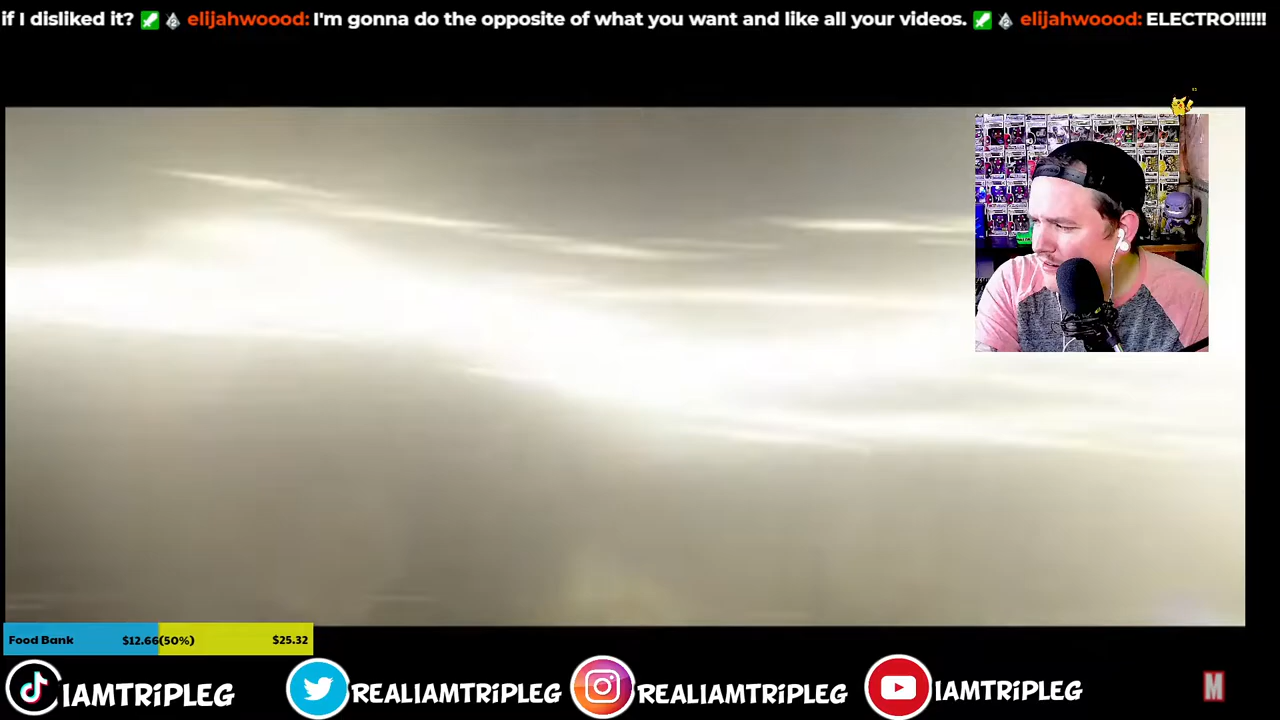 if I disliked it? elijahwoood: I'm gonna do the opposite of what you want and like all your videos. elijahwoood: ELECTRO!!!!!!
Food Bank $12.66(50%) $25.32
IAMTRiPLEG REALIAMTRiPLEG REALIAMTRiPLEG IAMTRiPLEG M